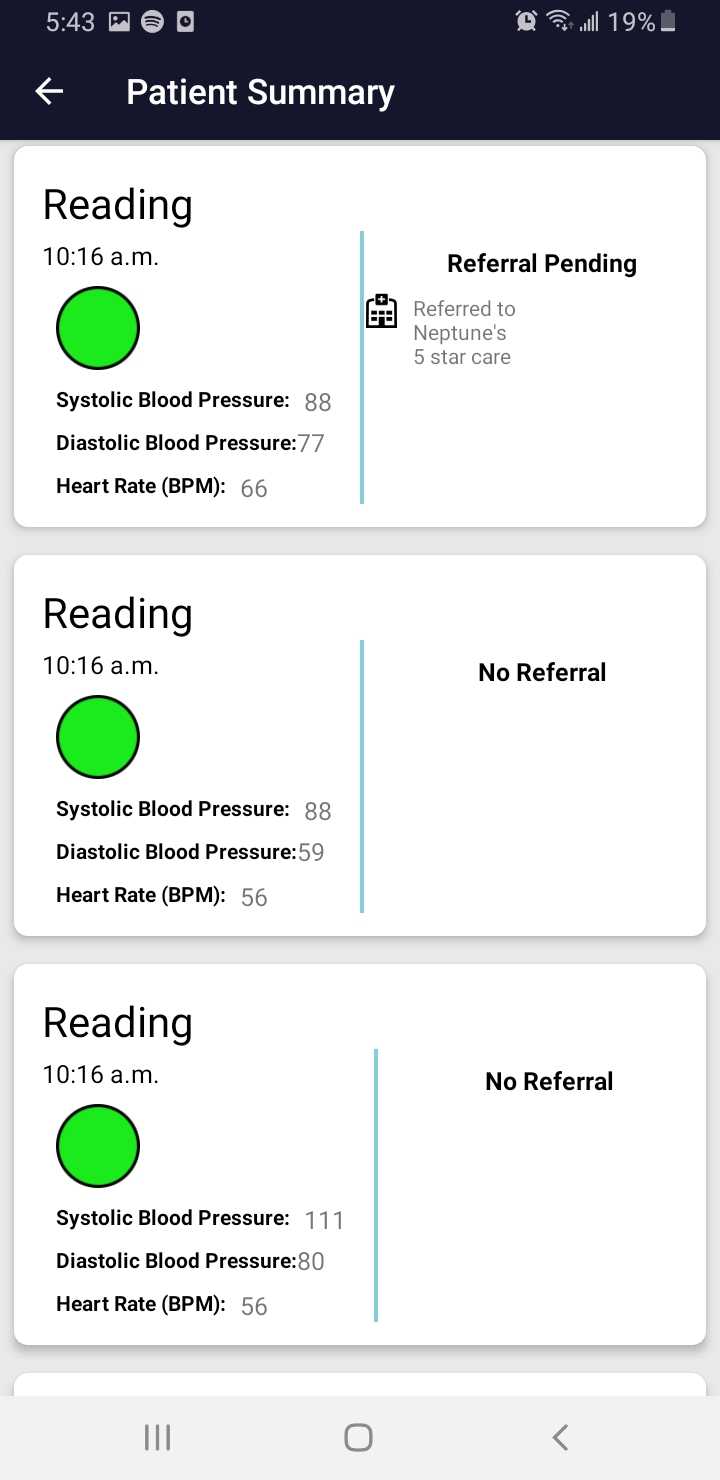 5:43 19%
Patient Summary
Reading
10:16 a.m.
Referral Pending
Referred to
Neptune's
5 star care
Systolic Blood Pressure: 88
Diastolic Blood Pressure:77
Heart Rate (BPM): 66
Reading
10:16 a.m.
No Referral
Systolic Blood Pressure: 88
Diastolic Blood Pressure:59
Heart Rate (BPM): 56
Reading
10:16 a.m.
No Referral
Systolic Blood Pressure: 111
Diastolic Blood Pressure:80
Heart Rate (BPM): 56